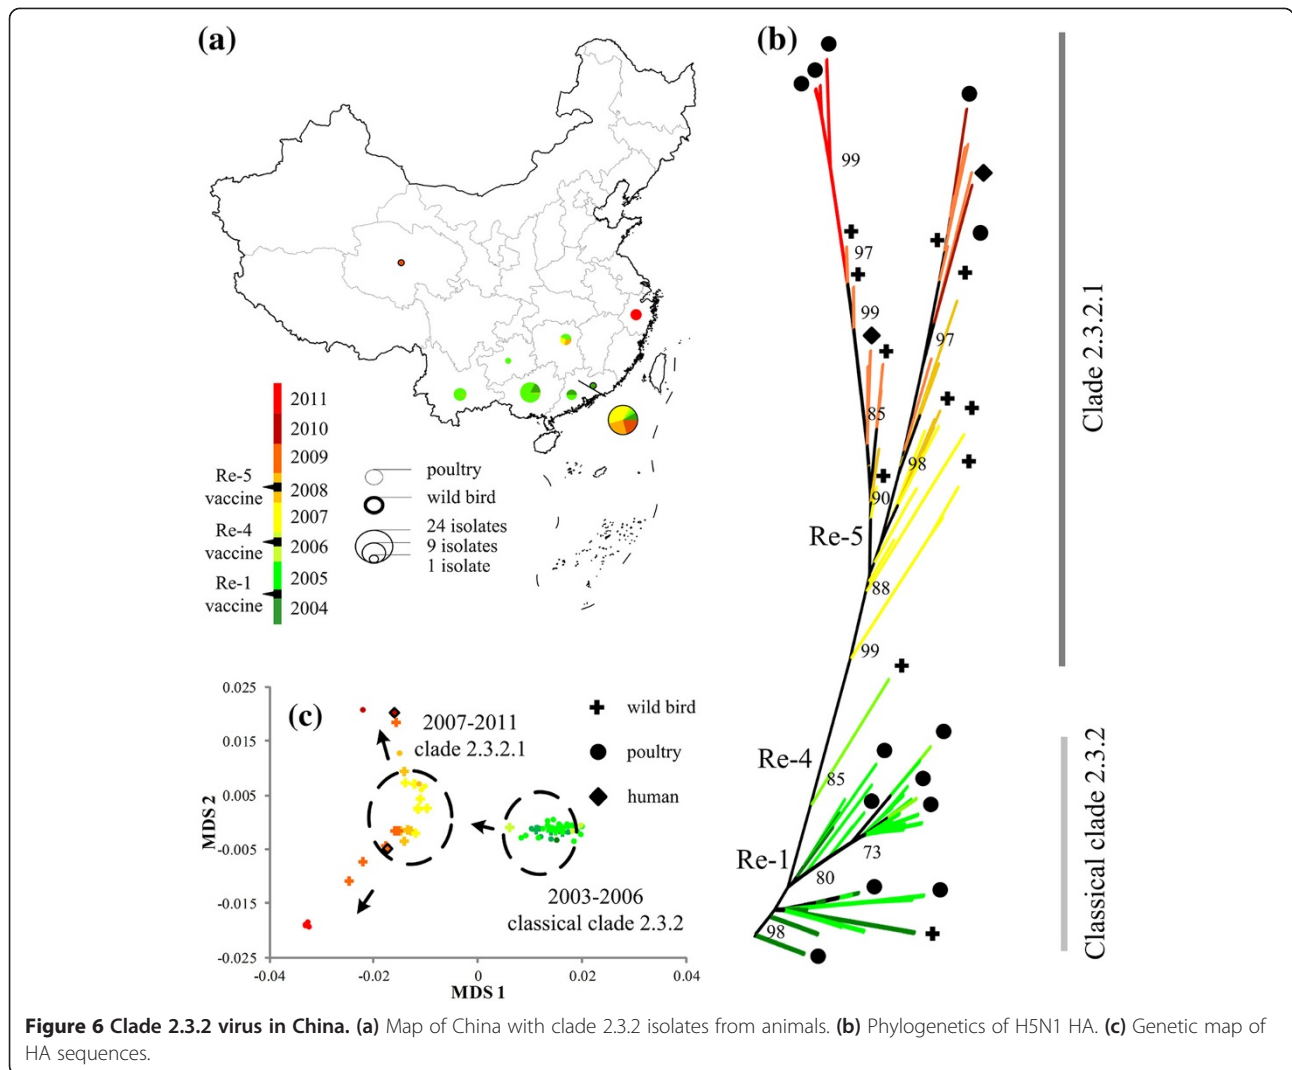 (a)
2011
2010
2009
Re-5
vaccine
2008
2007
Re-4
vaccine
2006
Re-1
vaccine
2005
2004
poultry
wild bird
24 isolates
9 isolates
1 isolate
(b)
99
97
99
85
90
97
98
Re-5
88
99
Re-4
85
Re-1
73
80
98
Clade 2.3.2.1
Classical clade 2.3.2
(c)
0.025
0.015
0.005
-0.005
-0.015
-0.025
MDS 2
-0.04
-0.02
0
0.02
0.04
MDS 1
2007-2011
clade 2.3.2.1
2003-2006
classical clade 2.3.2
wild bird
poultry
human
Figure 6 Clade 2.3.2 virus in China. (a) Map of China with clade 2.3.2 isolates from animals. (b) Phylogenetics of H5N1 HA. (c) Genetic map of
HA sequences.